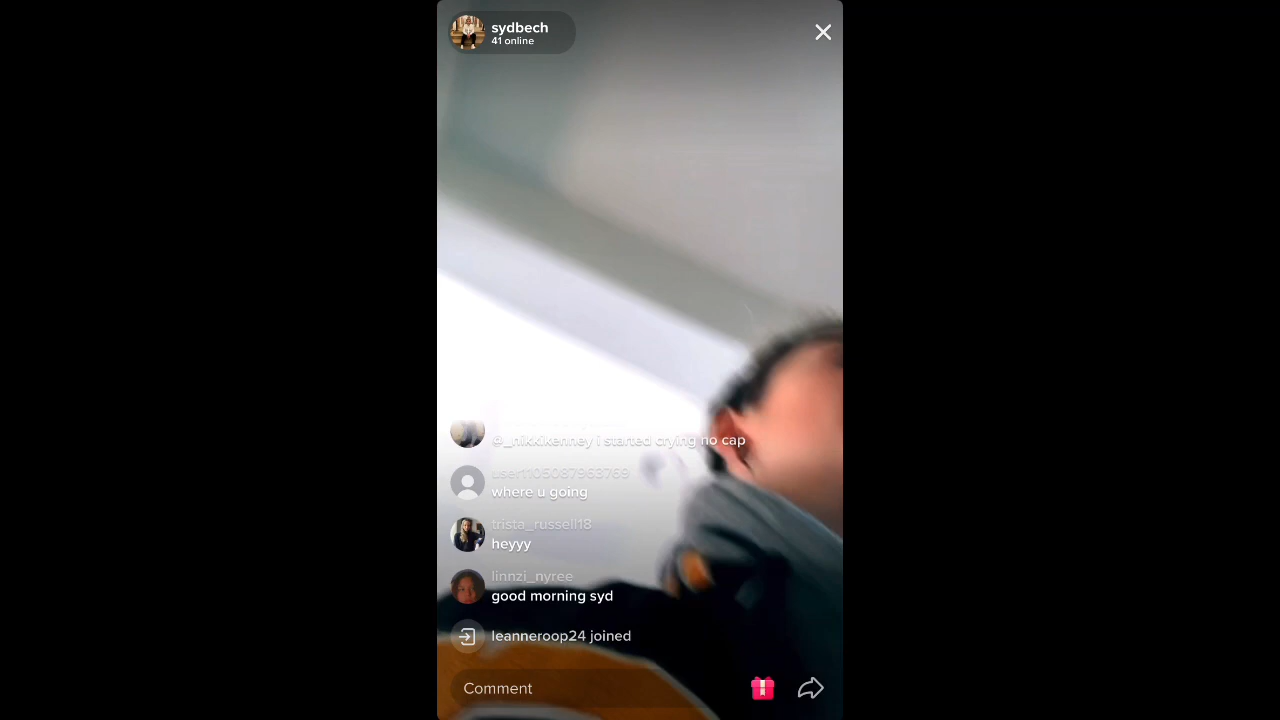 sydbech
41 online
@_nikkikenney i started crying no cap
user1105087963769
where u going
trista_russell18
heyyy
linnzi_nyree
good morning syd
leanneroop24 joined
Comment